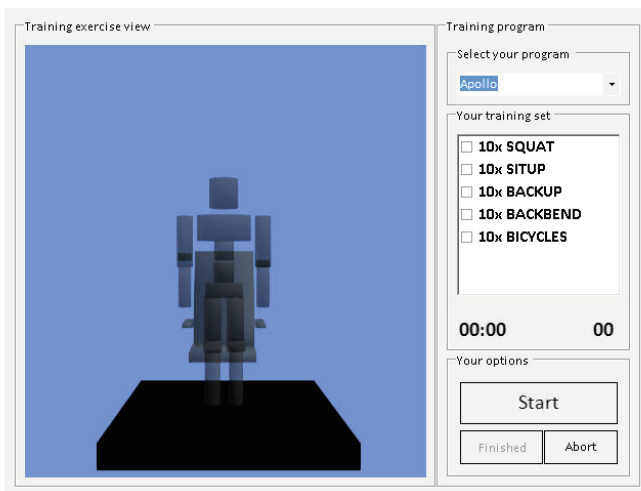 Training exercise view
Training program
Select your program
Apollo
Your training set
10x SQUAT
10x SITUP
10x BACKUP
10x BACKBEND
10x BICYCLES
00:00 00
Your options
Start
Finished Abort